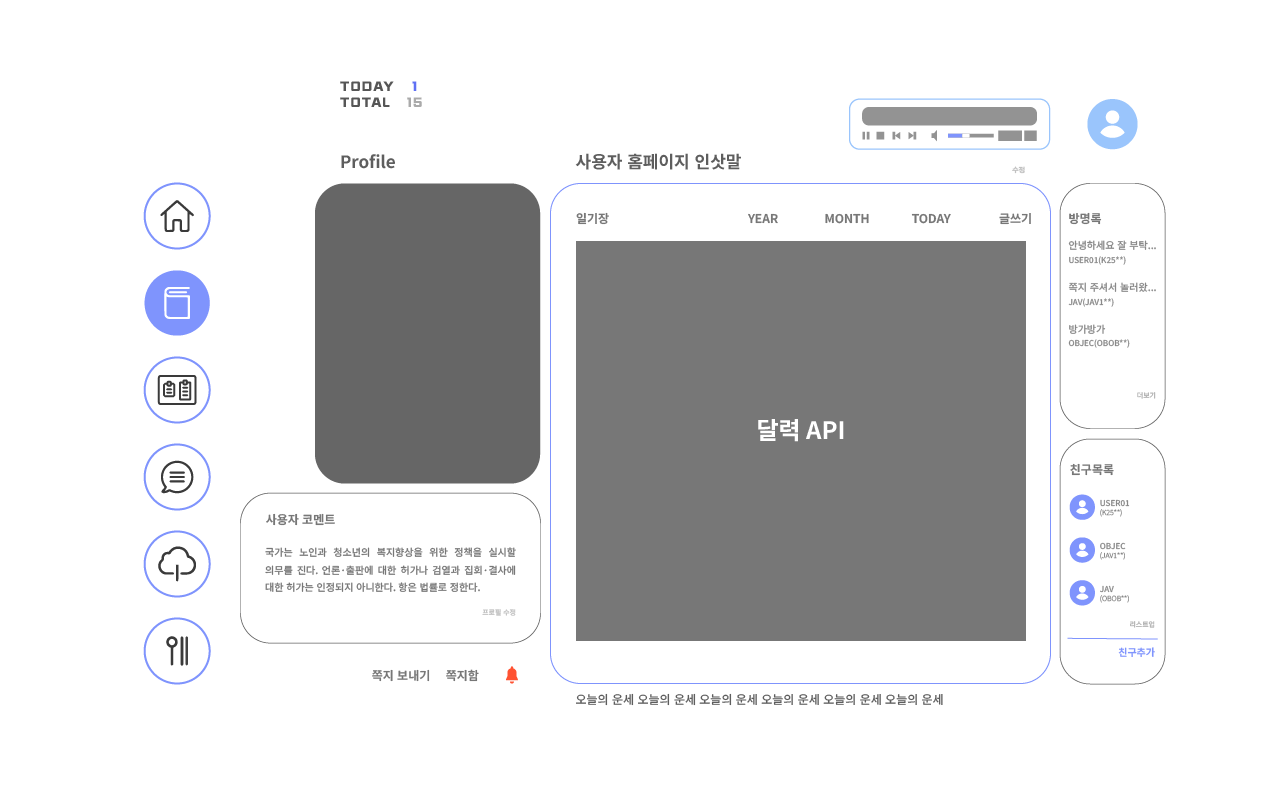 TODAY 1
TOTAL 15
Profile
사용자 홈페이지 인삿말
수정
일기장 YEAR MONTH TODAY 글쓰기
달력 API
방명록
안녕하세요 잘 부탁...
USER01(K25**)
쪽지 주셔서 놀러왔...
JAV(JAV1**)
방가방가
OBJEC(OBOB**)
더보기
사용자 코멘트
국가는 노인과 청소년의 복지향상을 위한 정책을 실시할
의무를 진다. 언론·출판에 대한 허가나 검열과 집회·결사에
대한 허가는 인정되지 아니한다. 항은 법률로 정한다.
프로필 수정
친구목록
USER01
(K25**)
OBJEC
(JAV1**)
JAV
(OBOB**)
리스트업
친구추가
쪽지 보내기 쪽지함
오늘의 운세 오늘의 운세 오늘의 운세 오늘의 운세 오늘의 운세 오늘의 운세